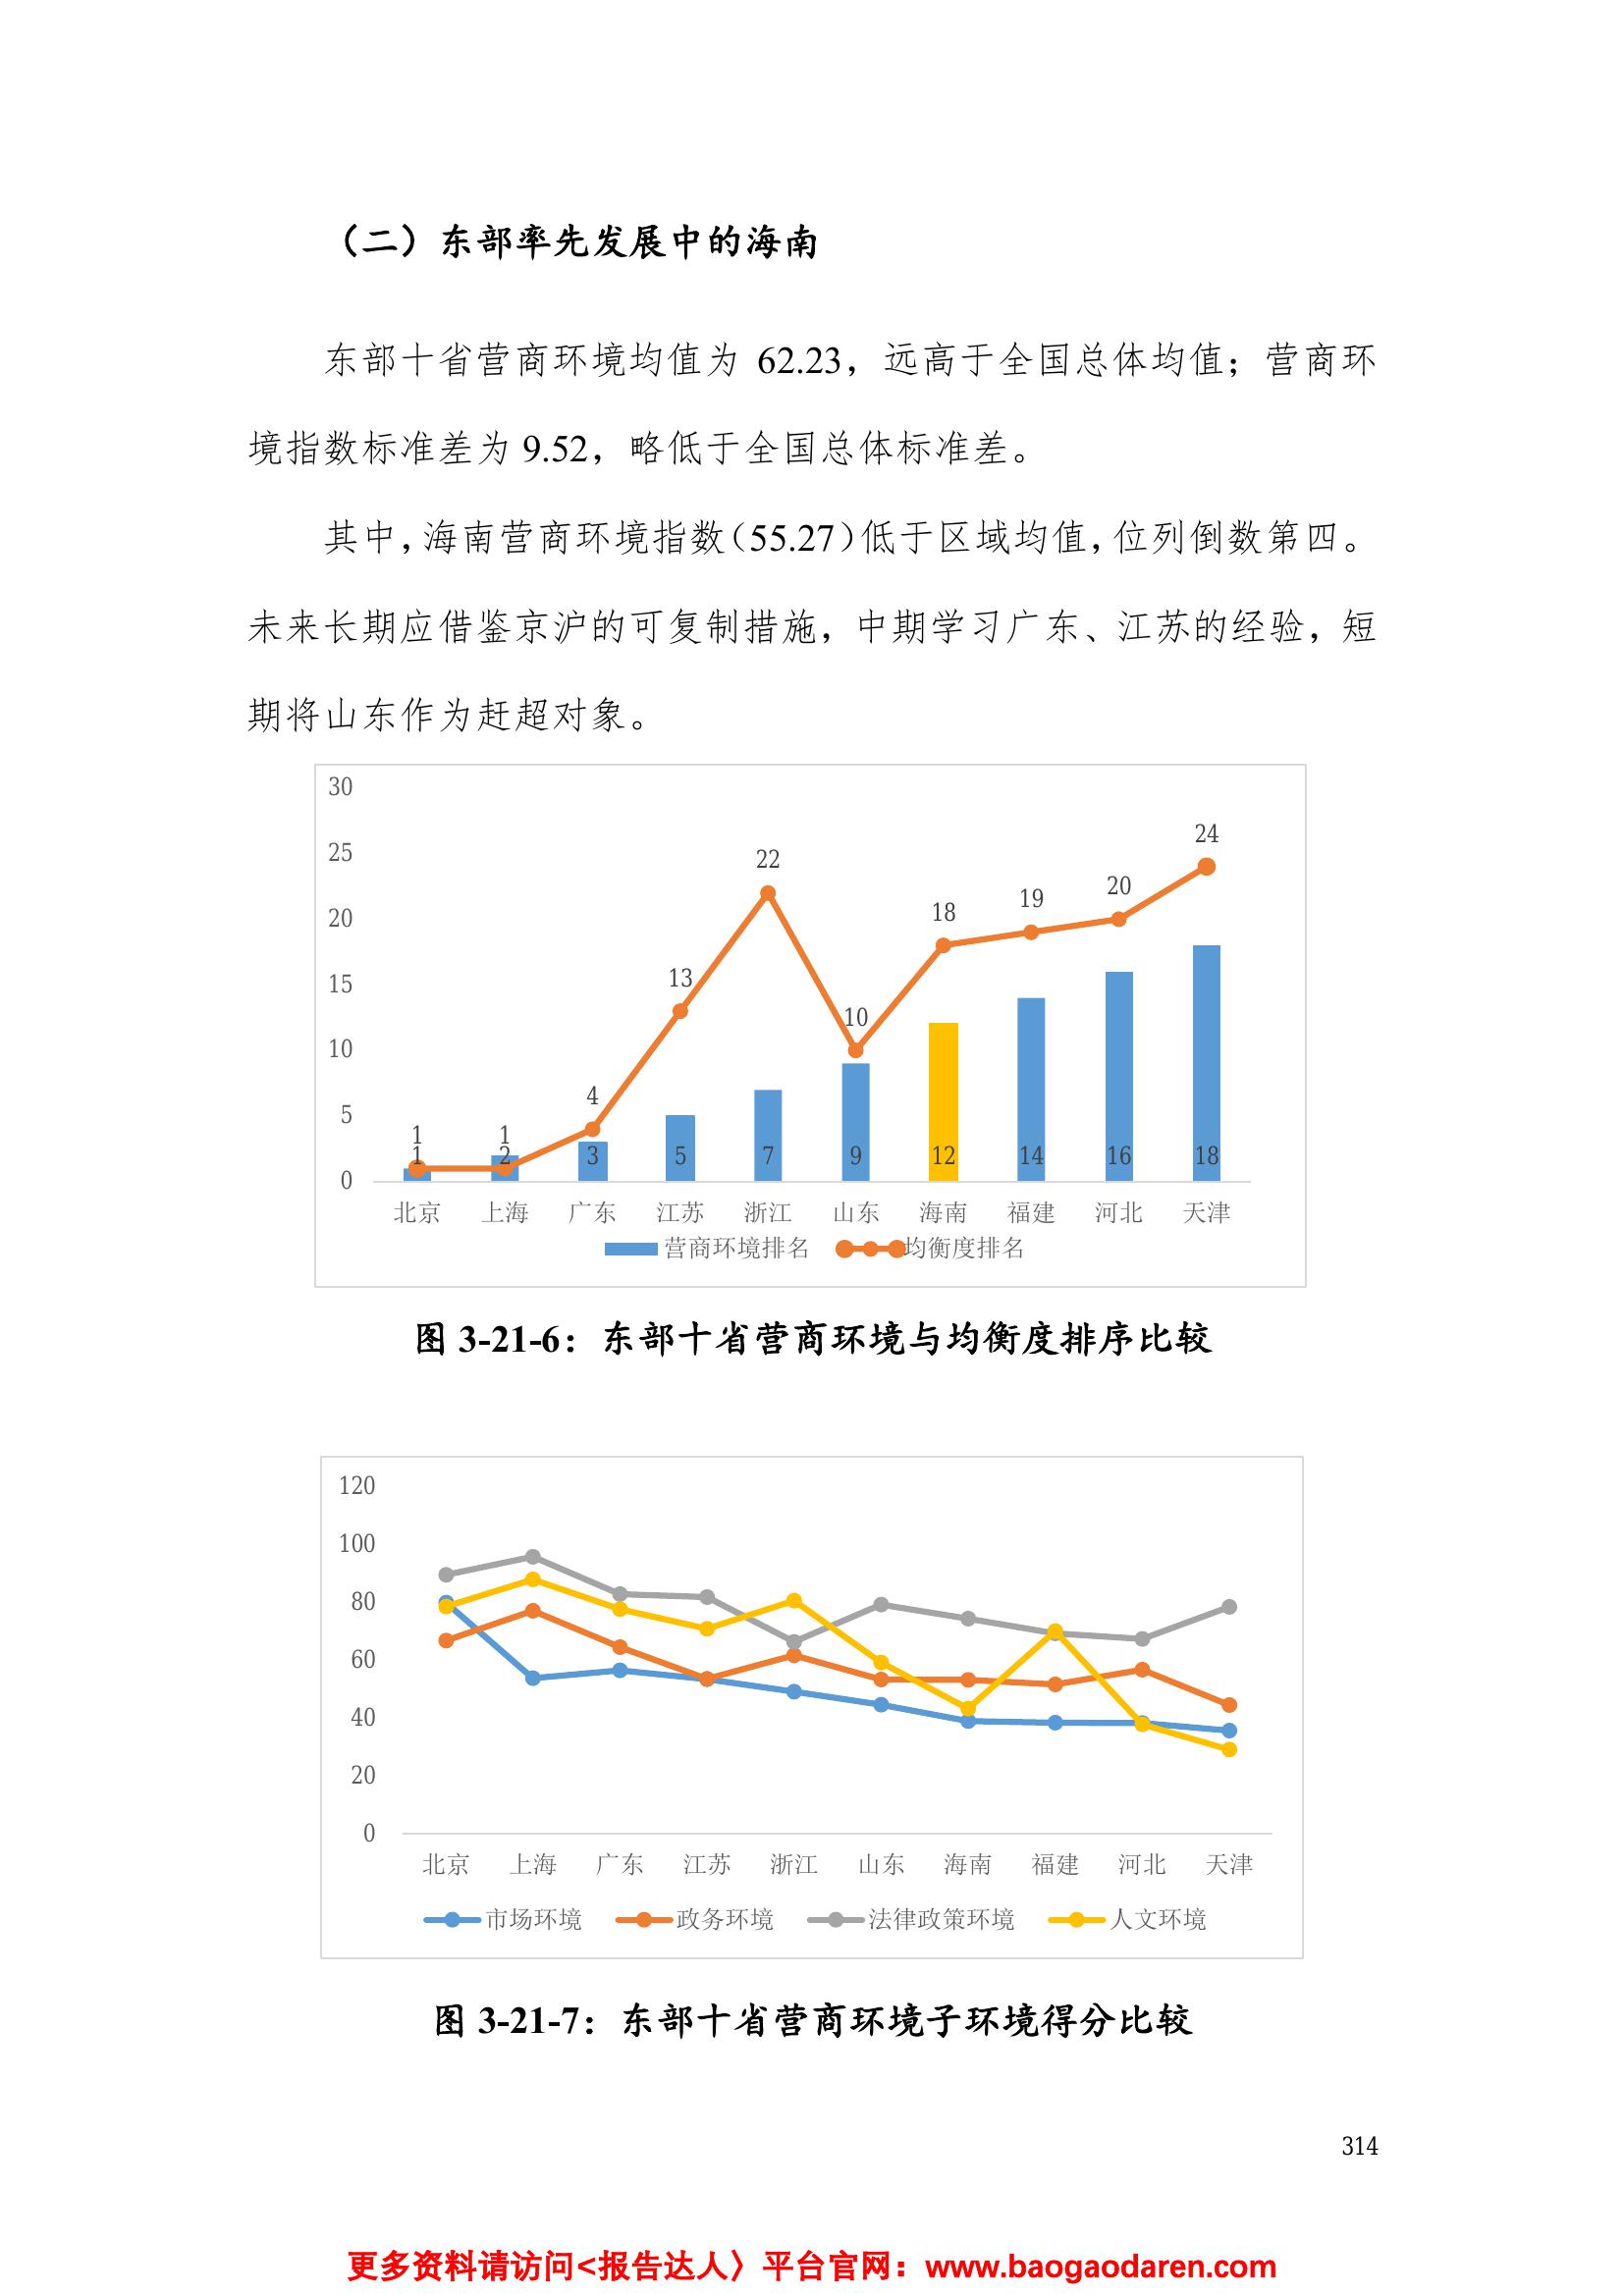 （二）东部率先发展中的海南
东部十省营商环境均值为 62.23，远高于全国总体均值；营商环
境指数标准差为 9.52，略低于全国总体标准差。
其中，海南营商环境指数（55.27）低于区域均值，位列倒数第四。
未来长期应借鉴京沪的可复制措施，中期学习广东、江苏的经验，短
期将山东作为赶超对象。
30
25
20
15
10
5
0
1 1 4 13 22 10 18 19 20 24
1 2 3 5 7 9 12 14 16 18
北京 上海 广东 江苏 浙江 山东 海南 福建 河北 天津
营商环境排名 均衡度排名
图 3-21-6：东部十省营商环境与均衡度排序比较
120
100
80
60
40
20
0
北京 上海 广东 江苏 浙江 山东 海南 福建 河北 天津
市场环境 政务环境 法律政策环境 人文环境
图 3-21-7：东部十省营商环境子环境得分比较
314
更多资料请访问<报告达人〉平台官网：www.baogaodaren.com